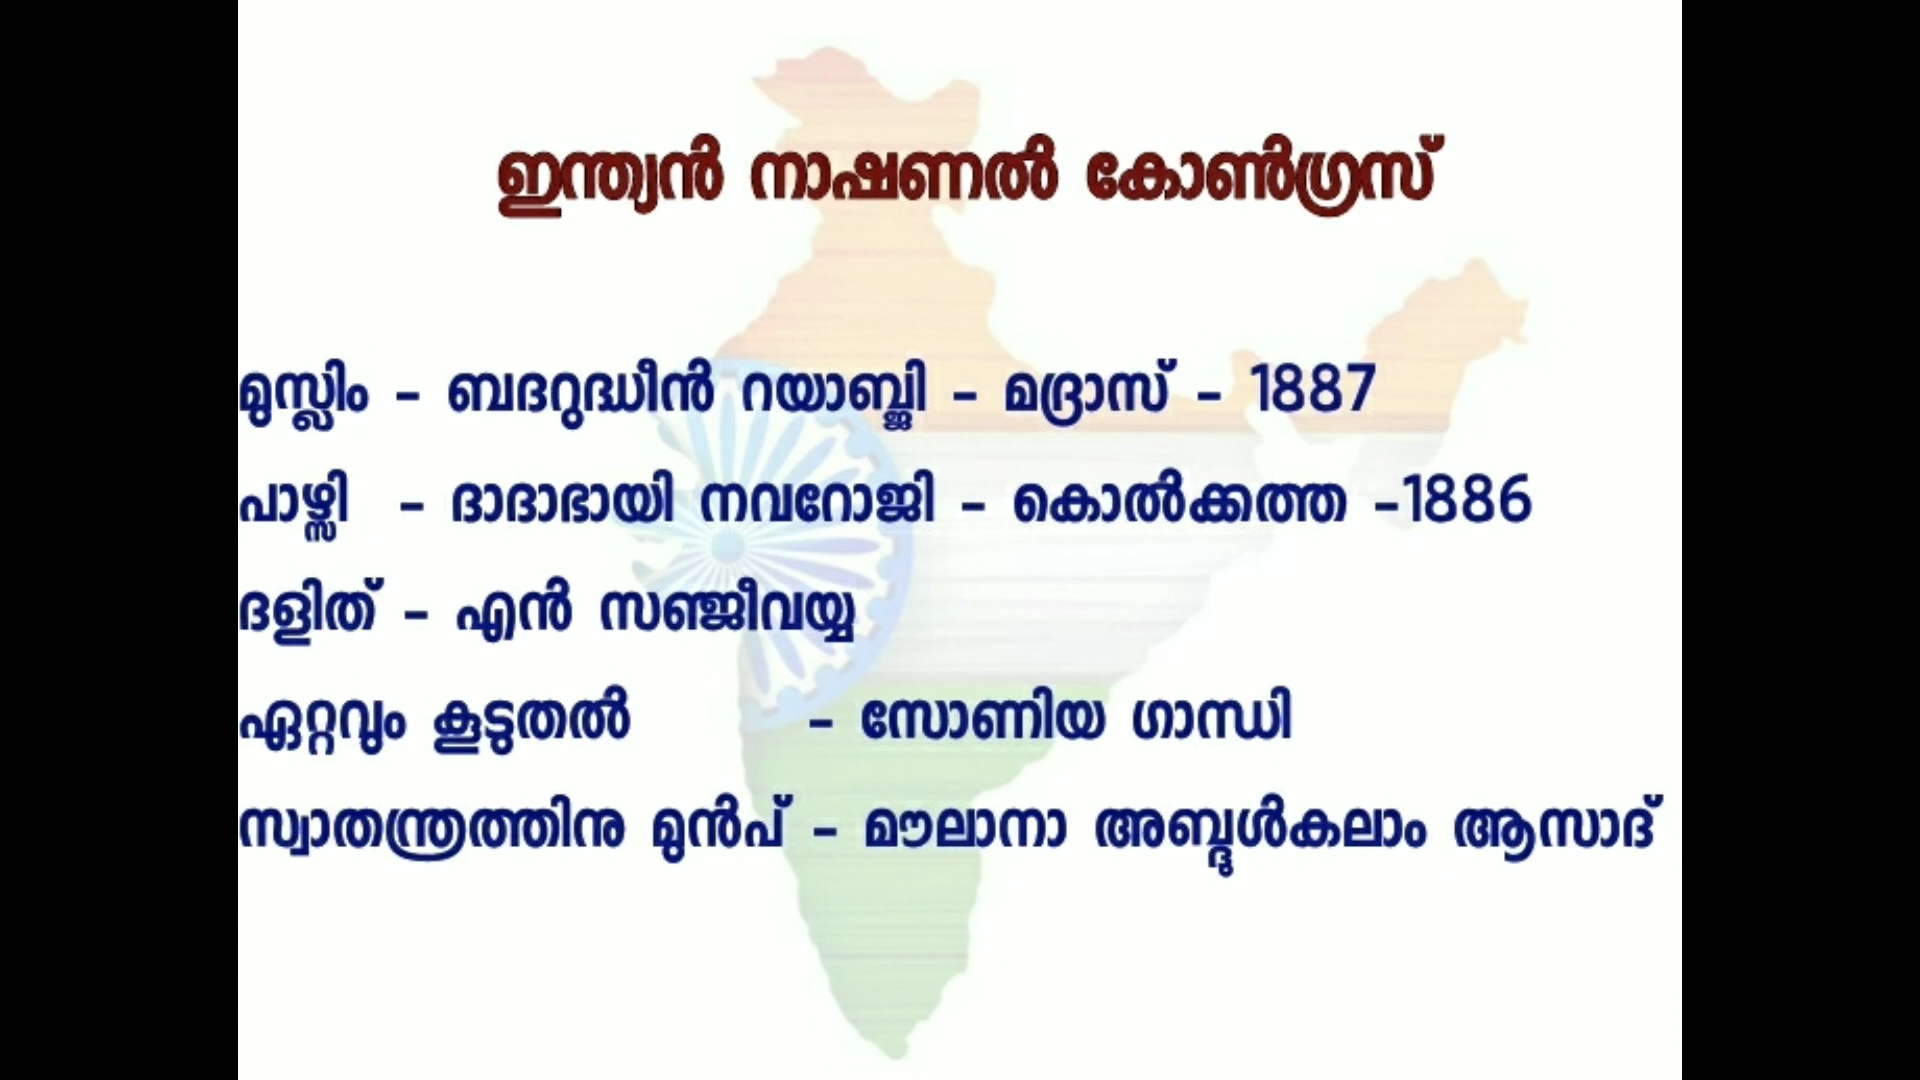 ഇന്ത്യൻ നാഷണൽ കോൺഗ്രസ്
മുസ്ലിം - ബദറുദ്ധീൻ റയാബ്ജി - മദ്രാസ് - 1887
പാഴ്സി - ദാദാഭായി നവറോജി - കൊൽക്കത്ത -1886
ദളിത് - എൻ സഞ്ജീവയ്യ
ഏറ്റവും കൂടുതൽ - സോണിയ ഗാന്ധി
സ്വാതന്ത്രത്തിനു മുൻപ് - മൗലാനാ അബ്ദുൾകലാം ആസാദ്